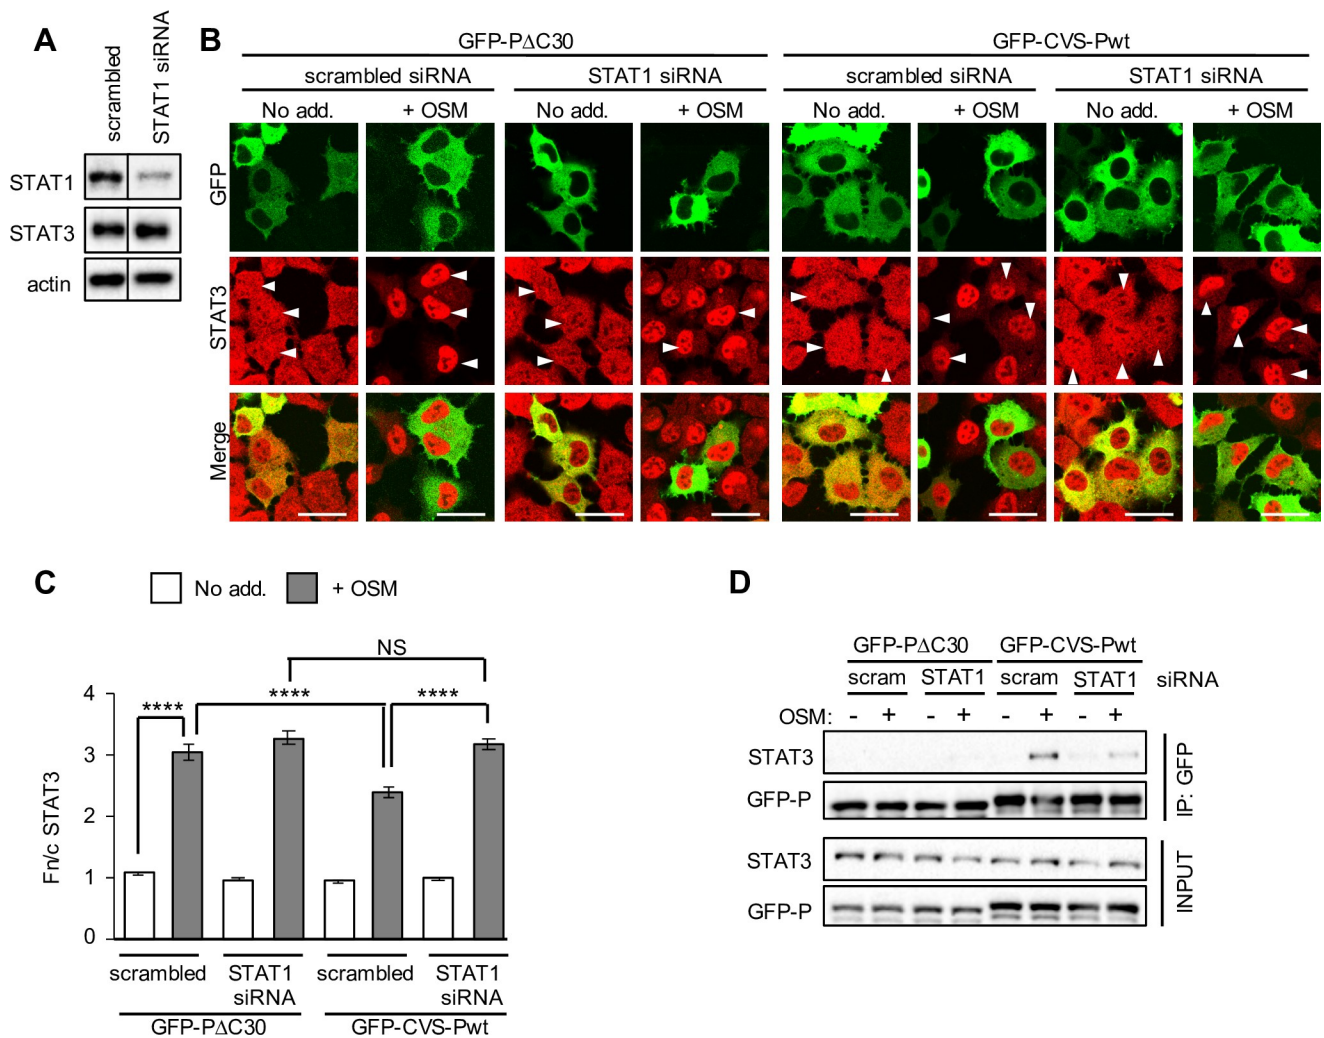 A
scrambled
STAT1 siRNA
STAT1
STAT3
actin
B
GFP-PΔC30
GFP-CVS-Pwt
scrambled siRNA
STAT1 siRNA
scrambled siRNA
STAT1 siRNA
No add.
+ OSM
No add.
+ OSM
No add.
+ OSM
No add.
+ OSM
GFP
STAT3
Merge
C
No add.
+ OSM
NS
****
****
****
Fn/c STAT3
4
3
2
1
0
scrambled
STAT1
siRNA
scrambled
STAT1
siRNA
GFP-PΔC30
GFP-CVS-Pwt
D
GFP-PΔC30
GFP-CVS-Pwt
scram
STAT1
scram
STAT1
siRNA
OSM: - + - + - + - +
STAT3
GFP-P
IP: GFP
STAT3
GFP-P
INPUT